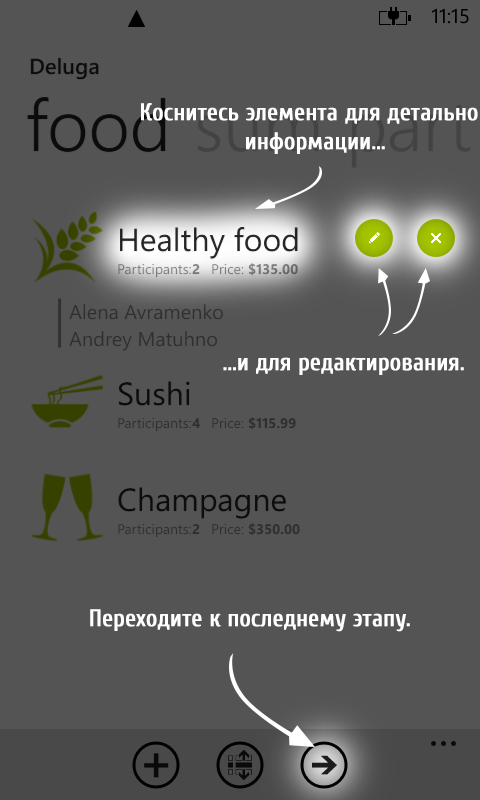 11:15
Deluga
Коснитесь элемента для детально
food sum part
информации...
Healthy food
Participants:2 Price: $135.00
Alena Avramenko
Andrey Matuhno
...и для редактирования.
Sushi
Participants:4 Price: $115.99
Champagne
Participants:2 Price: $350.00
Переходите к последнему этапу.